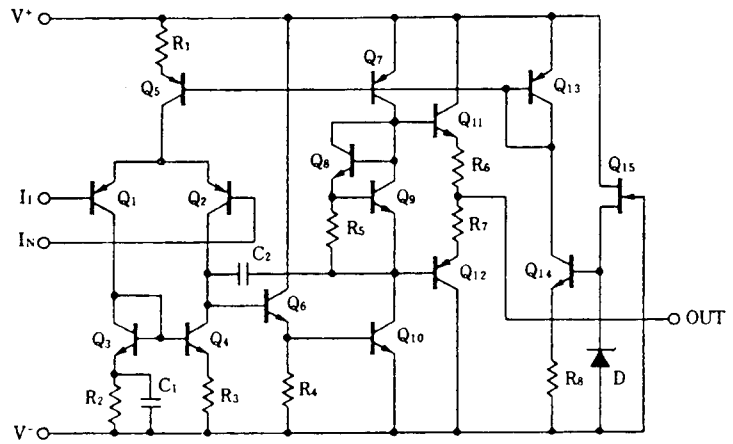 V⁺
R₁
Q₅
Q₇
Q₁₃
Q₁₁
Q₁₅
Q₈
R₆
I₁
Q₁
Q₂
Q₉
Iₙ
R₅
R₇
C₂
Q₁₂
Q₁₄
Q₆
OUT
Q₃
Q₄
Q₁₀
C₁
R₂
R₃
R₄
R₈
D
V⁻